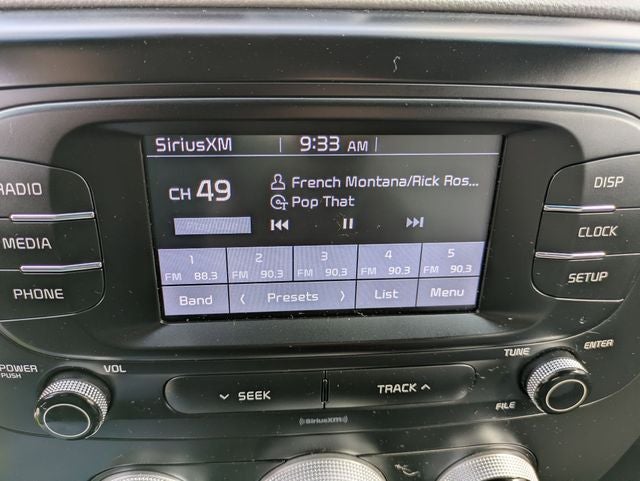 SiriusXM 9:33 AM
CH 49
French Montana/Rick Ros...
Pop That
1 2 3 4 5
FM 88.3 FM 90.3 FM 90.3 FM 90.3 FM 90.3
Band Presets List Menu
RADIO
MEDIA
PHONE
DISP
CLOCK
SETUP
POWER
PUSH
VOL
SEEK
TRACK
TUNE
ENTER
FILE
((SiriusXM))